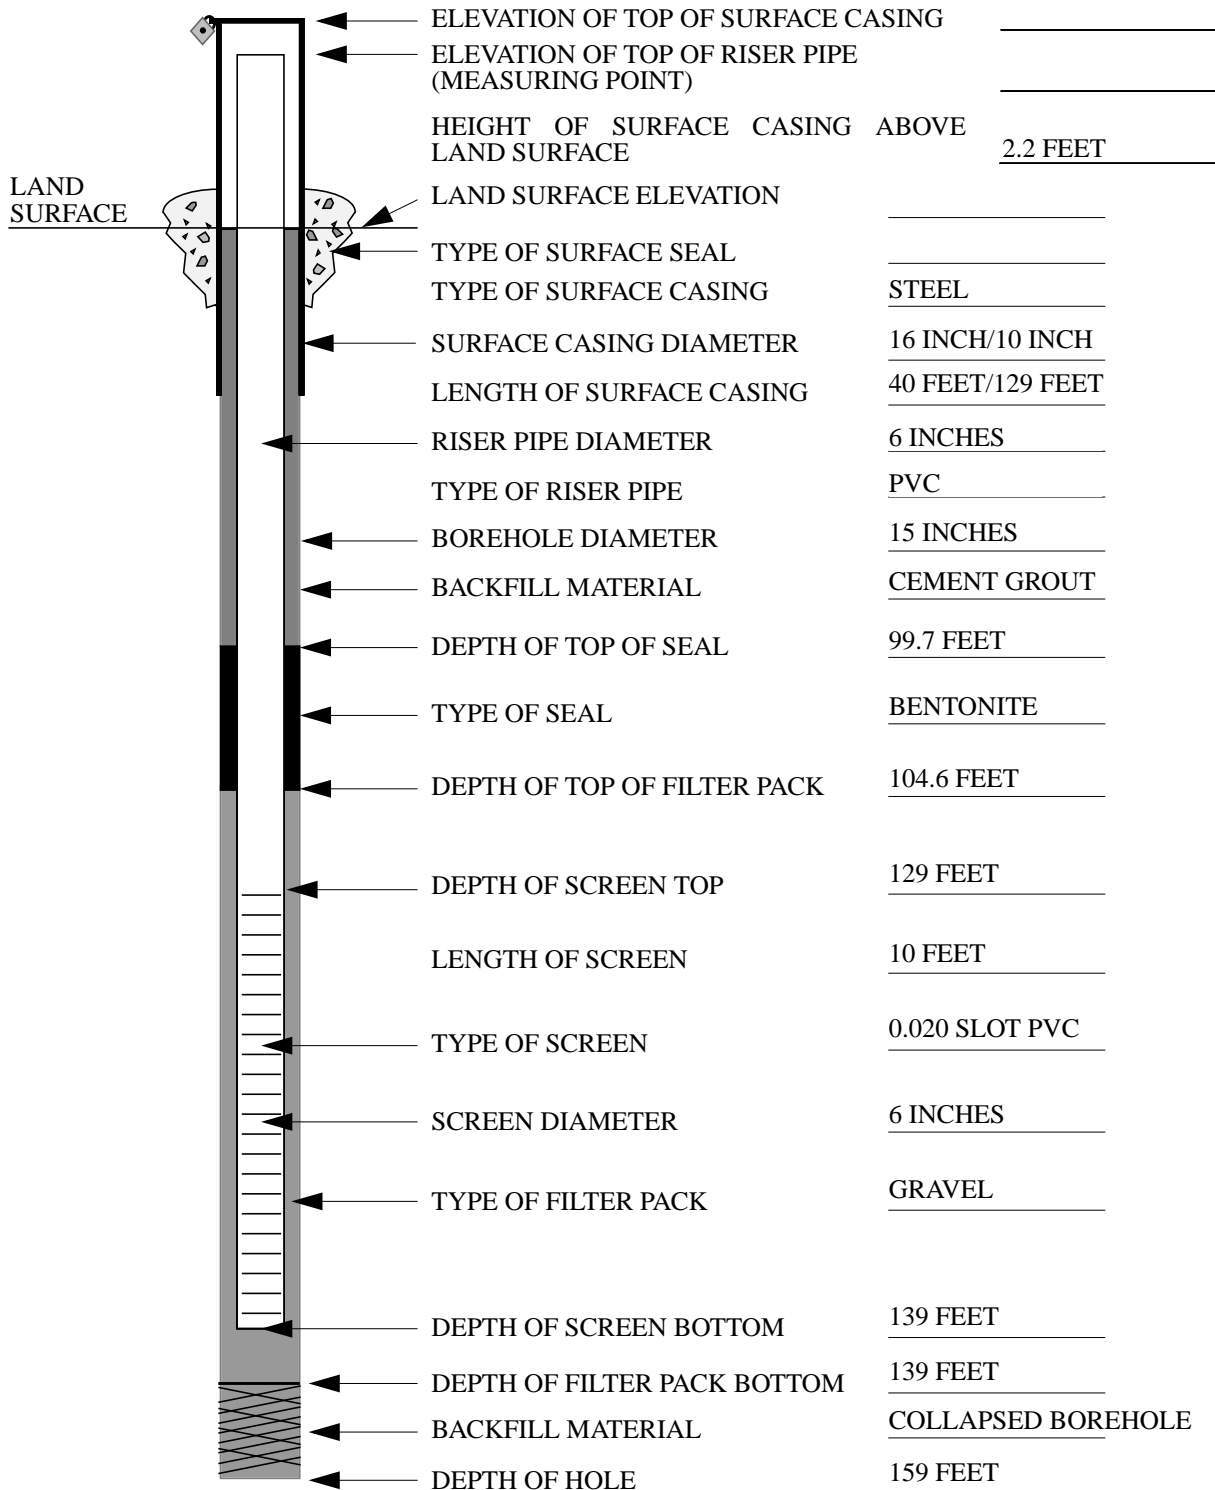 ELEVATION OF TOP OF SURFACE CASING
ELEVATION OF TOP OF RISER PIPE
(MEASURING POINT)
HEIGHT OF SURFACE CASING ABOVE
LAND SURFACE 2.2 FEET
LAND
SURFACE
LAND SURFACE ELEVATION
TYPE OF SURFACE SEAL
TYPE OF SURFACE CASING STEEL
SURFACE CASING DIAMETER 16 INCH/10 INCH
LENGTH OF SURFACE CASING 40 FEET/129 FEET
RISER PIPE DIAMETER 6 INCHES
TYPE OF RISER PIPE PVC
BOREHOLE DIAMETER 15 INCHES
BACKFILL MATERIAL CEMENT GROUT
DEPTH OF TOP OF SEAL 99.7 FEET
TYPE OF SEAL BENTONITE
DEPTH OF TOP OF FILTER PACK 104.6 FEET
DEPTH OF SCREEN TOP 129 FEET
LENGTH OF SCREEN 10 FEET
TYPE OF SCREEN 0.020 SLOT PVC
SCREEN DIAMETER 6 INCHES
TYPE OF FILTER PACK GRAVEL
DEPTH OF SCREEN BOTTOM 139 FEET
DEPTH OF FILTER PACK BOTTOM 139 FEET
BACKFILL MATERIAL COLLAPSED BOREHOLE
DEPTH OF HOLE 159 FEET